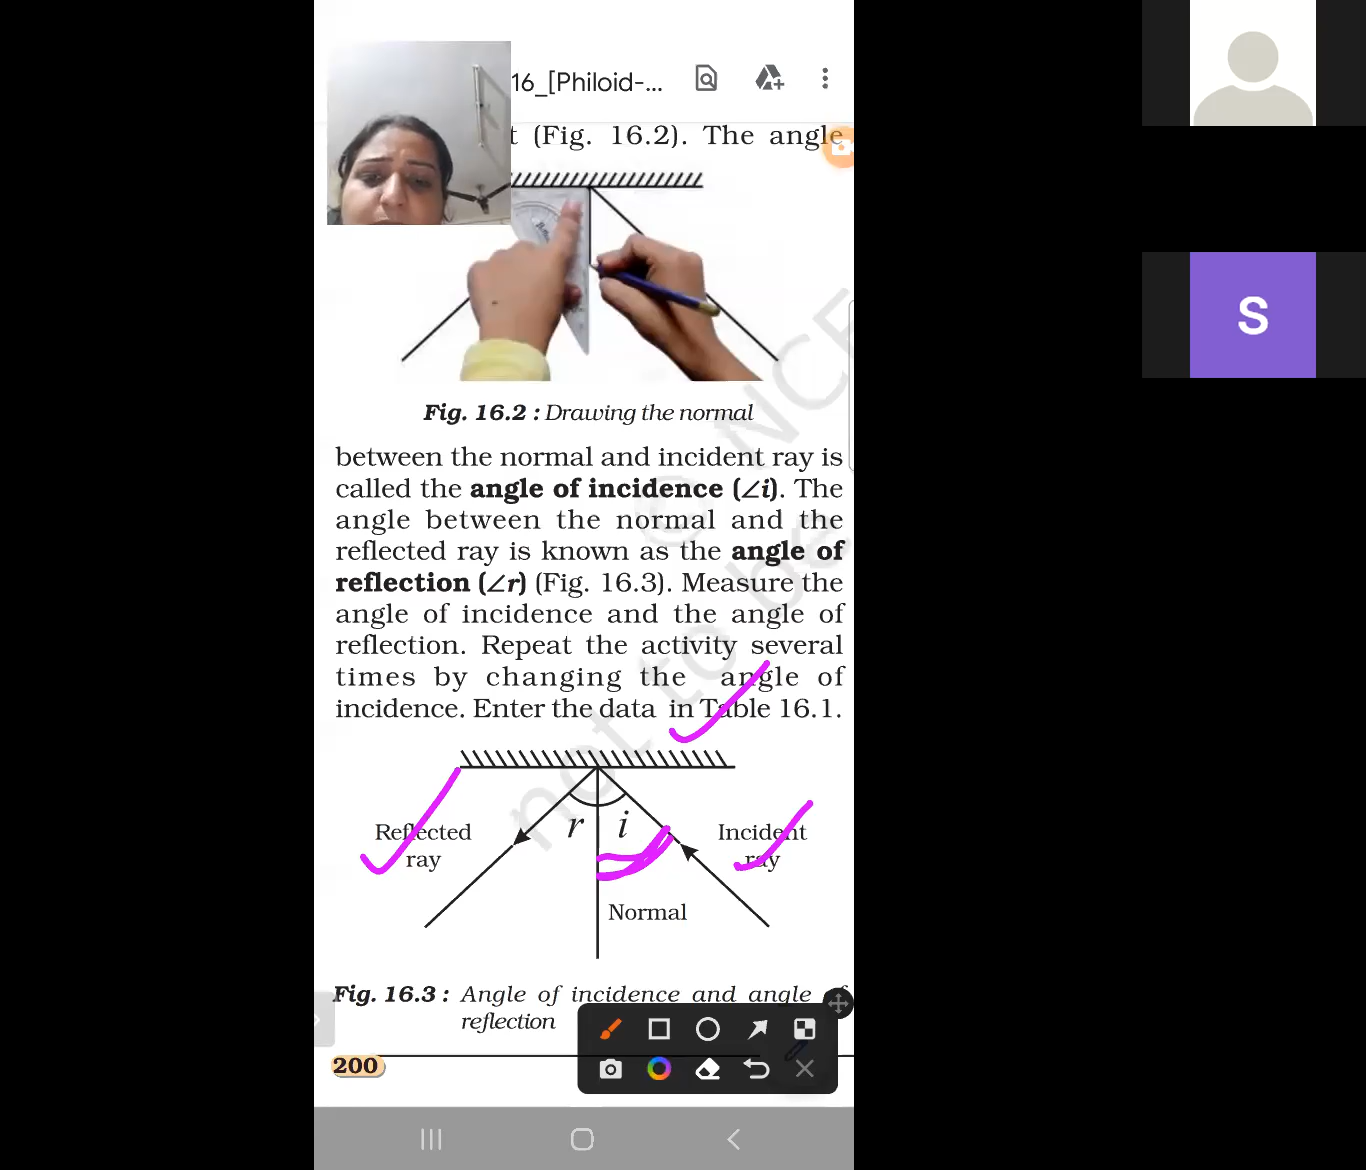 16_[Philoid-...
t (Fig. 16.2). The angle
Fig. 16.2 : Drawing the normal
between the normal and incident ray is
called the angle of incidence (∠i). The
angle between the normal and the
reflected ray is known as the angle of
reflection (∠r) (Fig. 16.3). Measure the
angle of incidence and the angle of
reflection. Repeat the activity several
times by changing the angle of
incidence. Enter the data in Table 16.1.
Reflected
ray
r
i
Incident
ray
Normal
Fig. 16.3 : Angle of incidence and angle of
reflection
200
© NCE
not to be
S